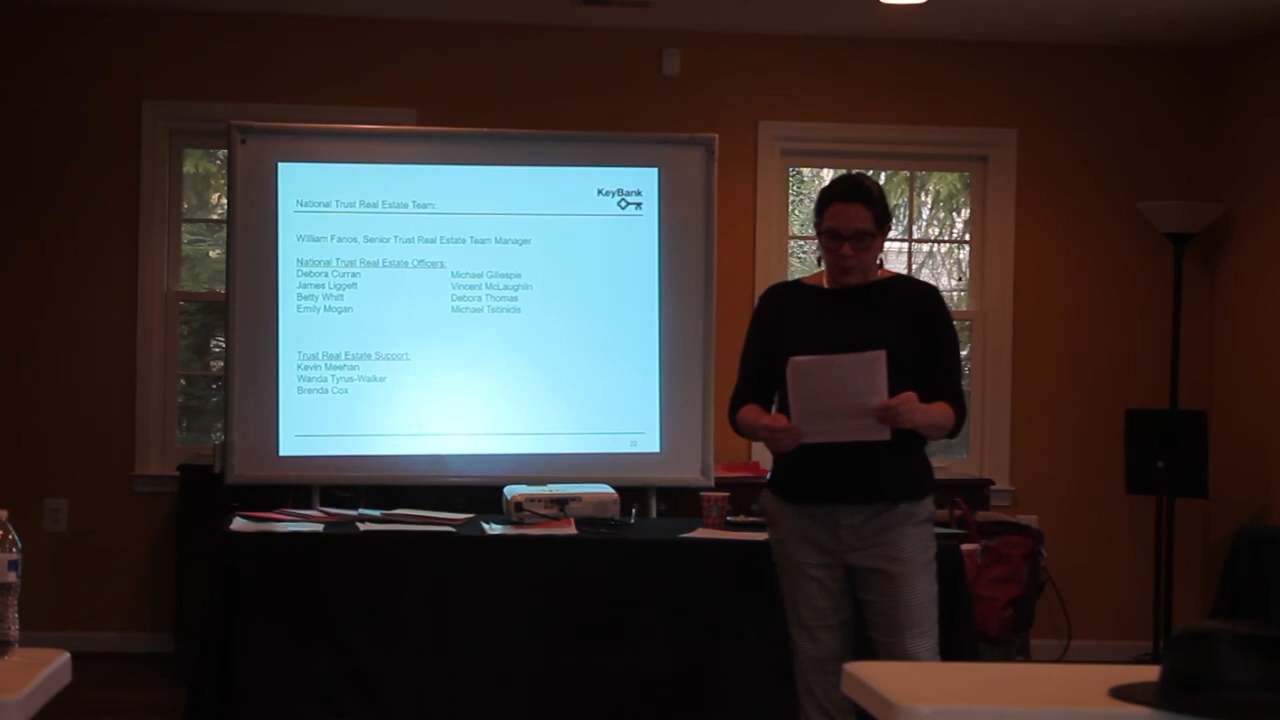 KeyBank
National Trust Real Estate Team:
William Fanos, Senior Trust Real Estate Team Manager
National Trust Real Estate Officers:
Debora Curran Michael Gillespie
James Liggett Vincent McLaughlin
Betty Whitt Debora Thomas
Emily Mogan Michael Tsitinidis
Trust Real Estate Support:
Kevin Meehan
Wanda Tyrus-Walker
Brenda Cox
22